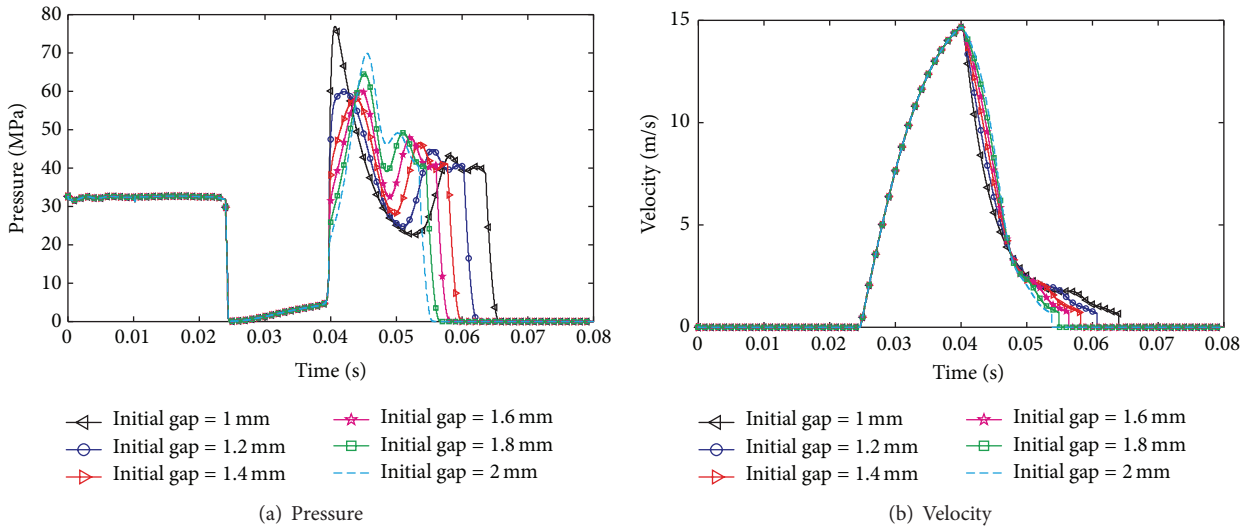 80
70
60
50
40
30
20
10
0
Pressure (MPa)
0 0.01 0.02 0.03 0.04 0.05 0.06 0.07 0.08
Time (s)
Initial gap = 1 mm
Initial gap = 1.2 mm
Initial gap = 1.4 mm
Initial gap = 1.6 mm
Initial gap = 1.8 mm
Initial gap = 2 mm
(a) Pressure
15
10
5
0
Velocity (m/s)
0 0.01 0.02 0.03 0.04 0.05 0.06 0.07 0.08
Time (s)
Initial gap = 1 mm
Initial gap = 1.2 mm
Initial gap = 1.4 mm
Initial gap = 1.6 mm
Initial gap = 1.8 mm
Initial gap = 2 mm
(b) Velocity